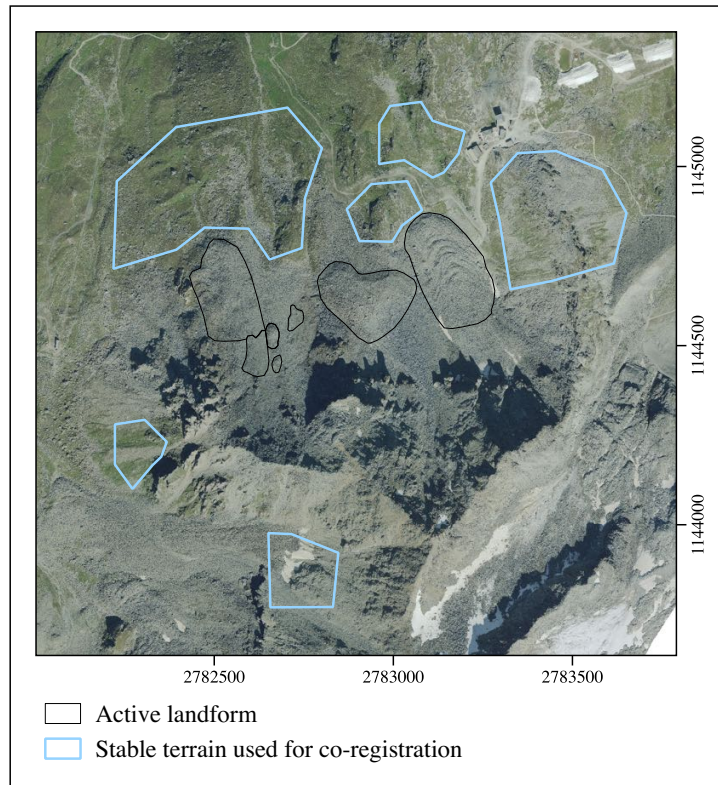 1145000
1144500
1144000
2782500 2783000 2783500
Active landform
Stable terrain used for co-registration